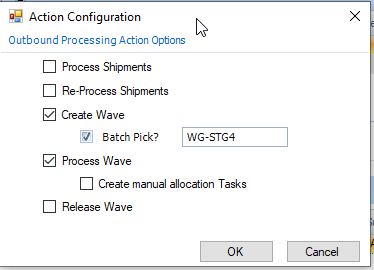 Action Configuration
Outbound Processing Action Options
Process Shipments
Re-Process Shipments
Create Wave
Batch Pick? WG-STG4
Process Wave
Create manual allocation Tasks
Release Wave
OK Cancel